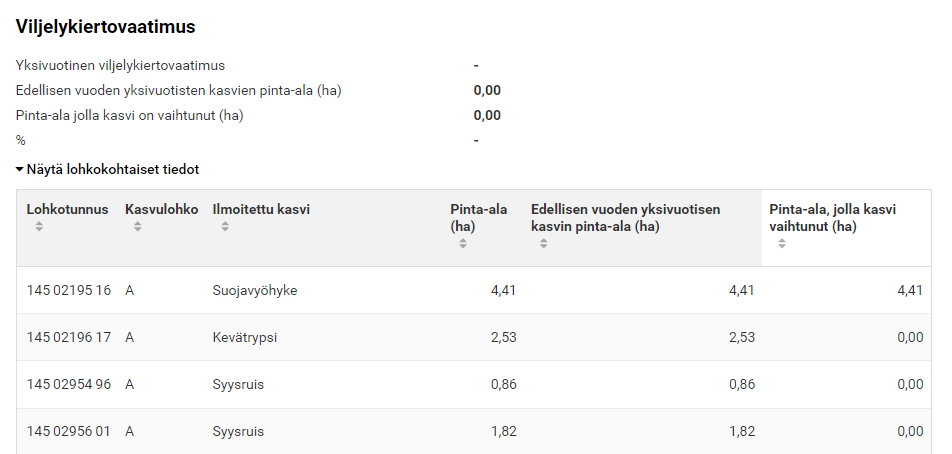 Viljelykiertovaatimus
Yksivuotinen viljelykiertovaatimus -
Edellisen vuoden yksivuotisten kasvien pinta-ala (ha) 0,00
Pinta-ala jolla kasvi on vaihtunut (ha) 0,00
% -
Näytä lohkokohtaiset tiedot
Lohkotunnus Kasvulohko Ilmoitettu kasvi Pinta-ala (ha) Edellisen vuoden yksivuotisen kasvin pinta-ala (ha) Pinta-ala, jolla kasvi vaihtunut (ha)
145 02195 16 A Suojavyöhyke 4,41 4,41 4,41
145 02196 17 A Kevätrypsi 2,53 2,53 0,00
145 02954 96 A Syysruis 0,86 0,86 0,00
145 02956 01 A Syysruis 1,82 1,82 0,00